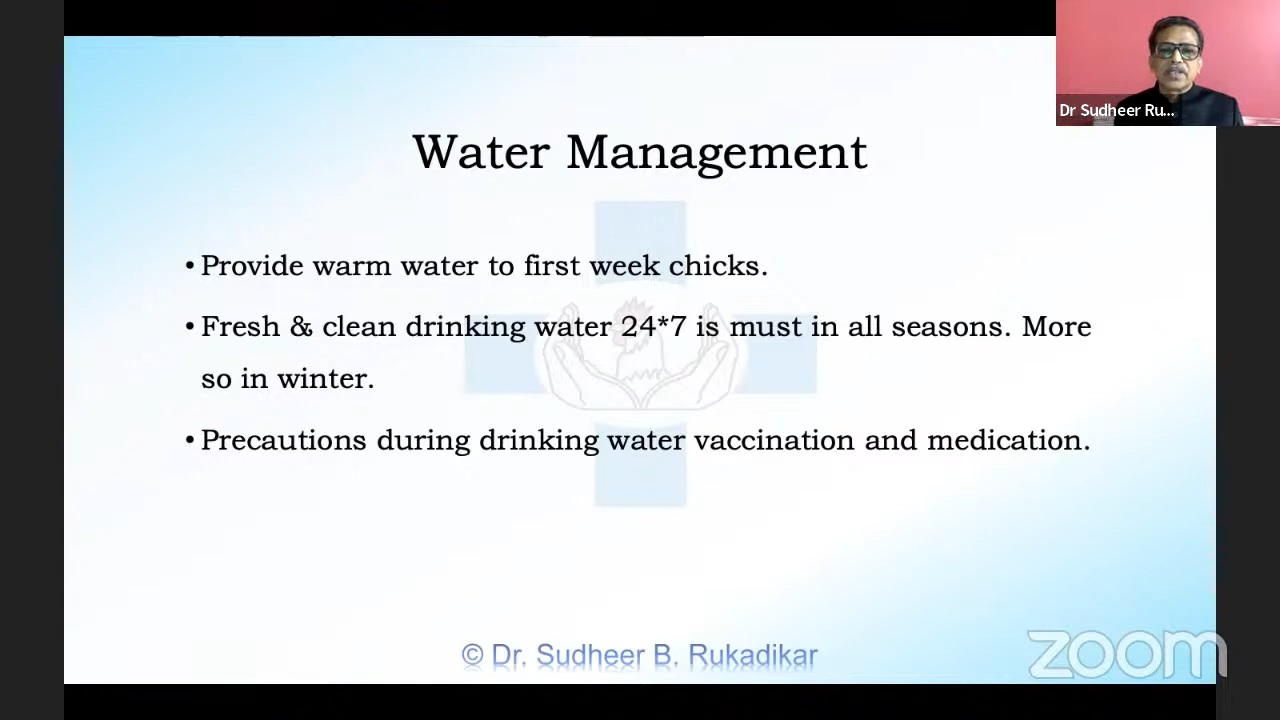 Dr Sudheer Ru...
Water Management
• Provide warm water to first week chicks.
• Fresh & clean drinking water 24*7 is must in all seasons. More
so in winter.
• Precautions during drinking water vaccination and medication.
© Dr. Sudheer B. Rukadikar
zoom